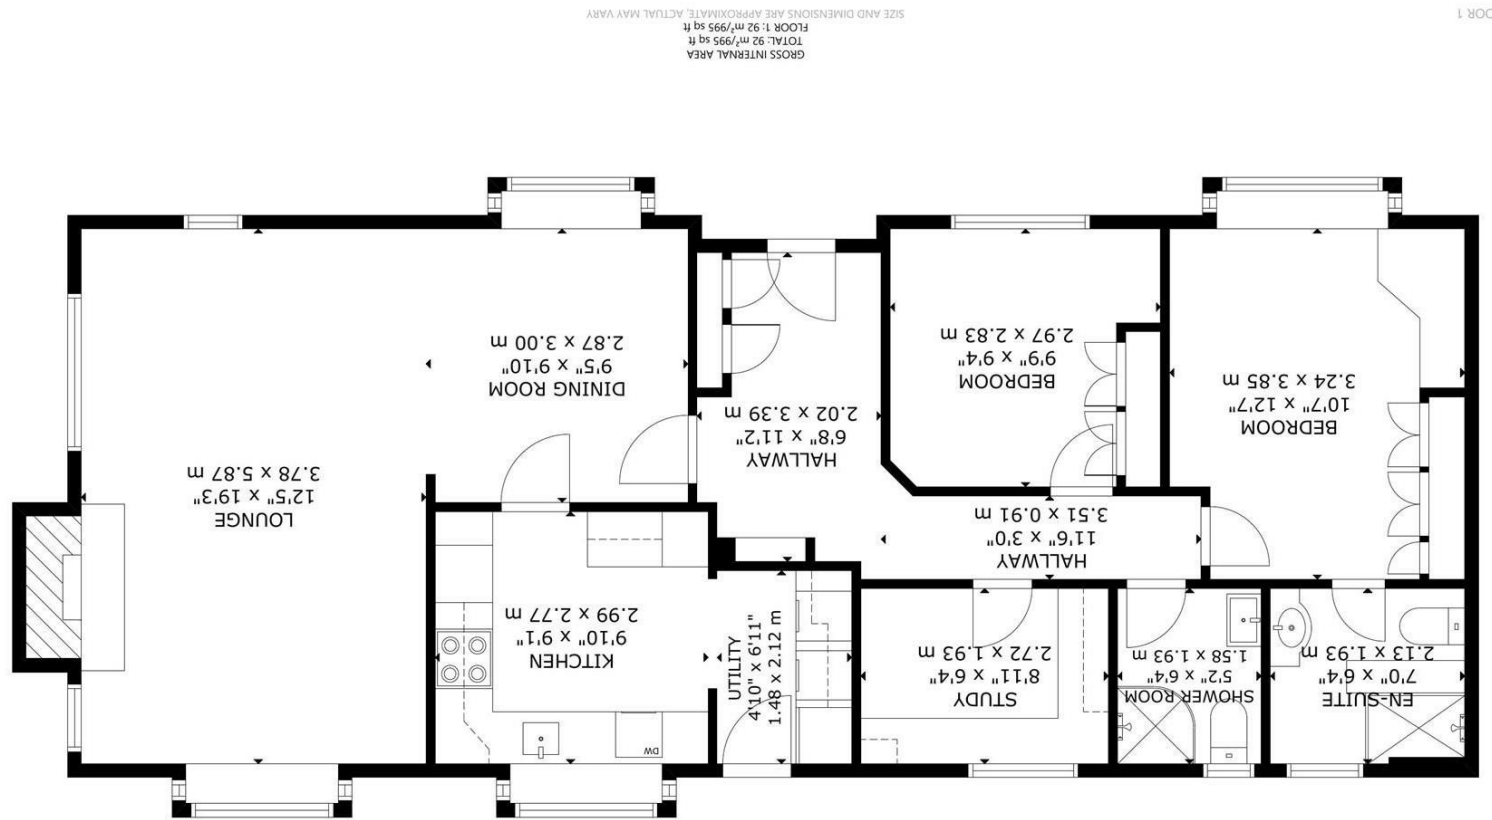 DW
EN-SUITE
7'0" x 6'4"
2.13 x 1.93 m
SHOWER ROOM
5'2" x 6'4"
1.58 x 1.93 m
STUDY
8'11" x 6'4"
2.72 x 1.93 m
UTILITY
4'10" x 6'11"
1.48 x 2.12 m
KITCHEN
9'10" x 9'1"
2.99 x 2.77 m
HALLWAY
11'6" x 3'0"
3.51 x 0.91 m
LOUNGE
12'5" x 19'3"
3.78 x 5.87 m
HALLWAY
6'8" x 11'2"
2.02 x 3.39 m
BEDROOM
10'7" x 12'7"
3.24 x 3.85 m
BEDROOM
9'9" x 9'4"
2.97 x 2.83 m
DINING ROOM
9'5" x 9'10"
2.87 x 3.00 m
GROSS INTERNAL AREA
TOTAL: 92 m²/995 sq ft
FLOOR 1: 92 m²/995 sq ft
SIZE AND DIMENSIONS ARE APPROXIMATE, ACTUAL MAY VARY
OOR 1